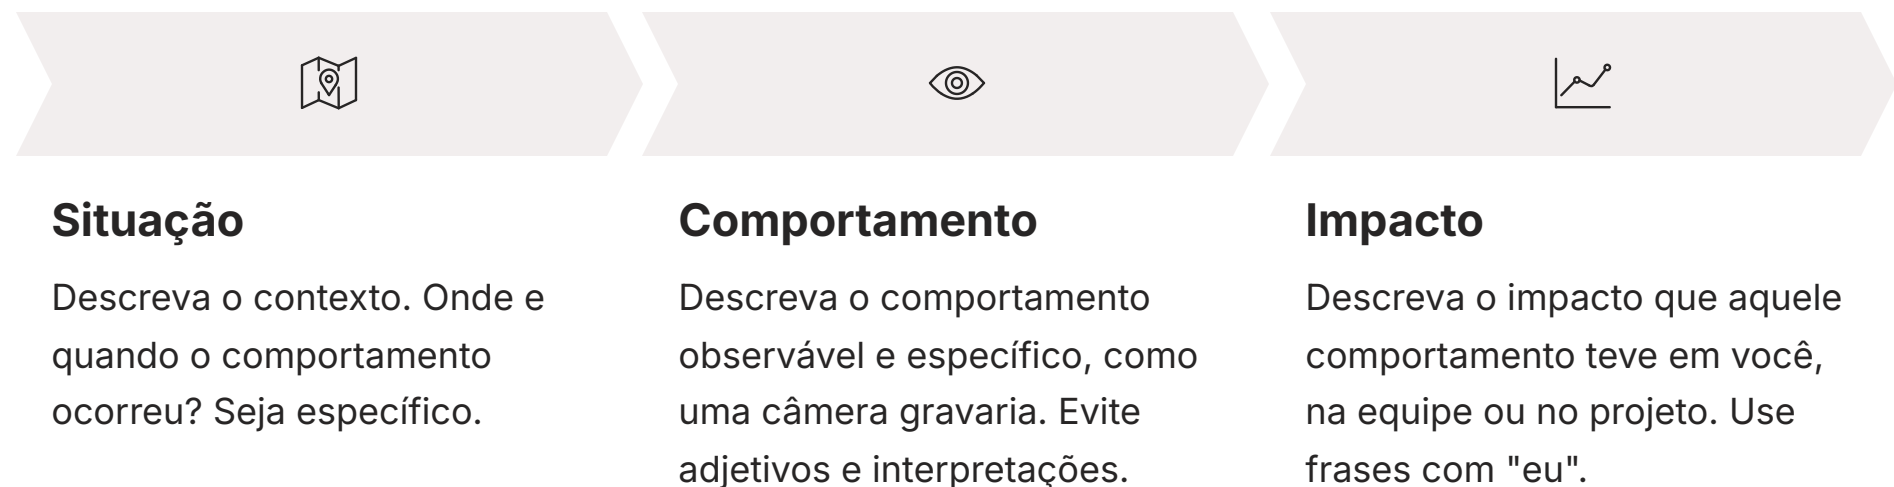 Situação
Descreva o contexto. Onde e
quando o comportamento
ocorreu? Seja específico.
Comportamento
Descreva o comportamento
observável e específico, como
uma câmera gravaria. Evite
adjetivos e interpretações.
Impacto
Descreva o impacto que aquele
comportamento teve em você,
na equipe ou no projeto. Use
frases com "eu".